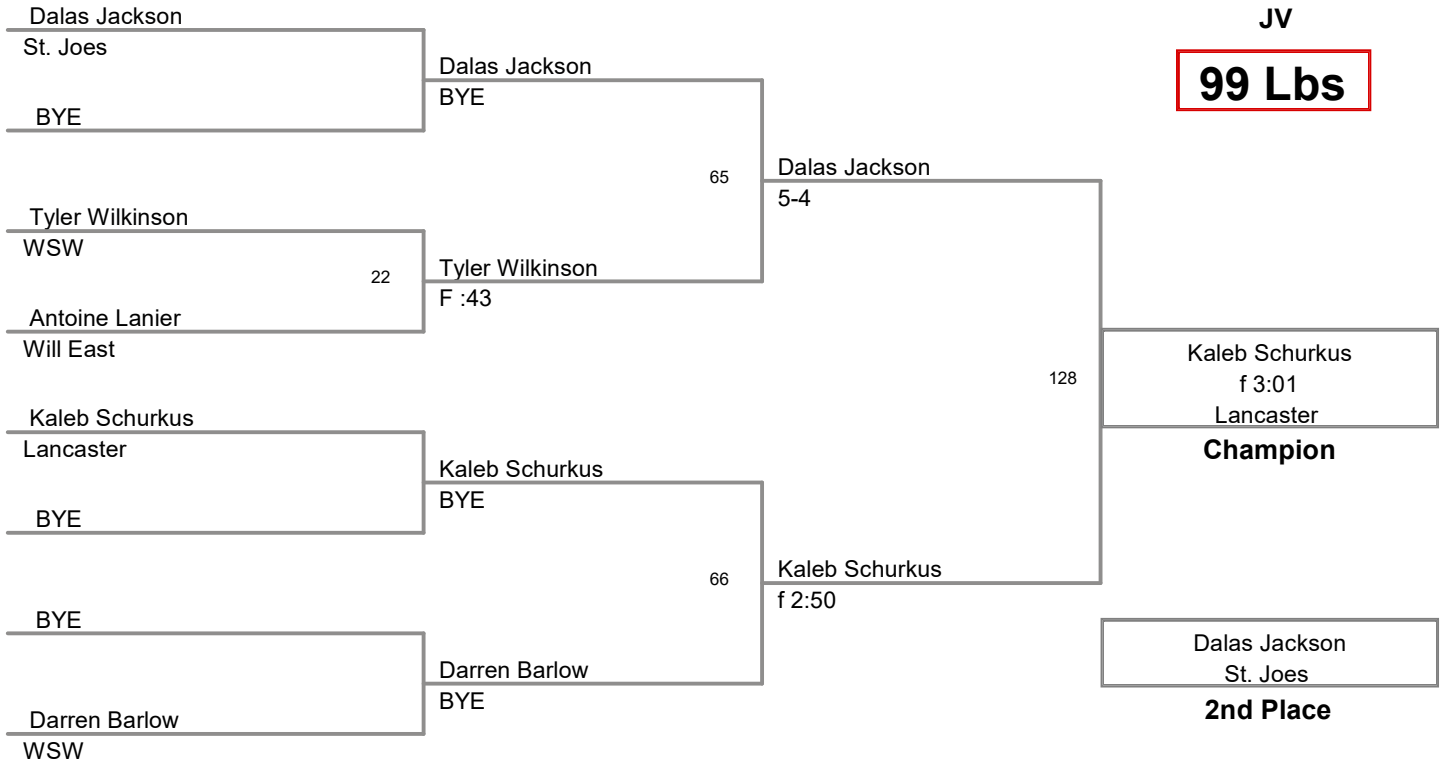 Dalas Jackson
St. Joes
BYE
Tyler Wilkinson
WSW
Antoine Lanier
Will East
Kaleb Schurkus
Lancaster
BYE
BYE
Darren Barlow
WSW
22
Dalas Jackson
BYE
Tyler Wilkinson
F :43
Kaleb Schurkus
BYE
Darren Barlow
BYE
65
66
Dalas Jackson
5-4
Kaleb Schurkus
f 2:50
128
JV
99 Lbs
Kaleb Schurkus
f 3:01
Lancaster
Champion
Dalas Jackson
St. Joes
2nd Place